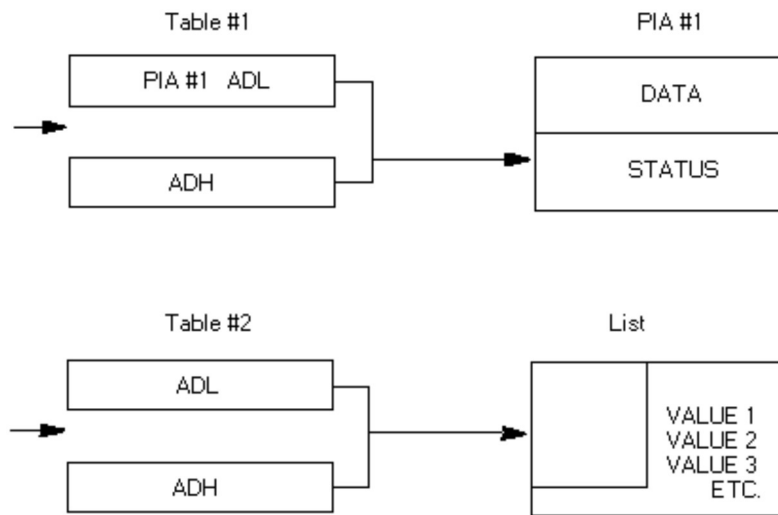 Table #1
PIA #1
PIA #1 ADL
DATA
ADH
STATUS
Table #2
List
ADL
VALUE 1
VALUE 2
VALUE 3
ETC.
ADH